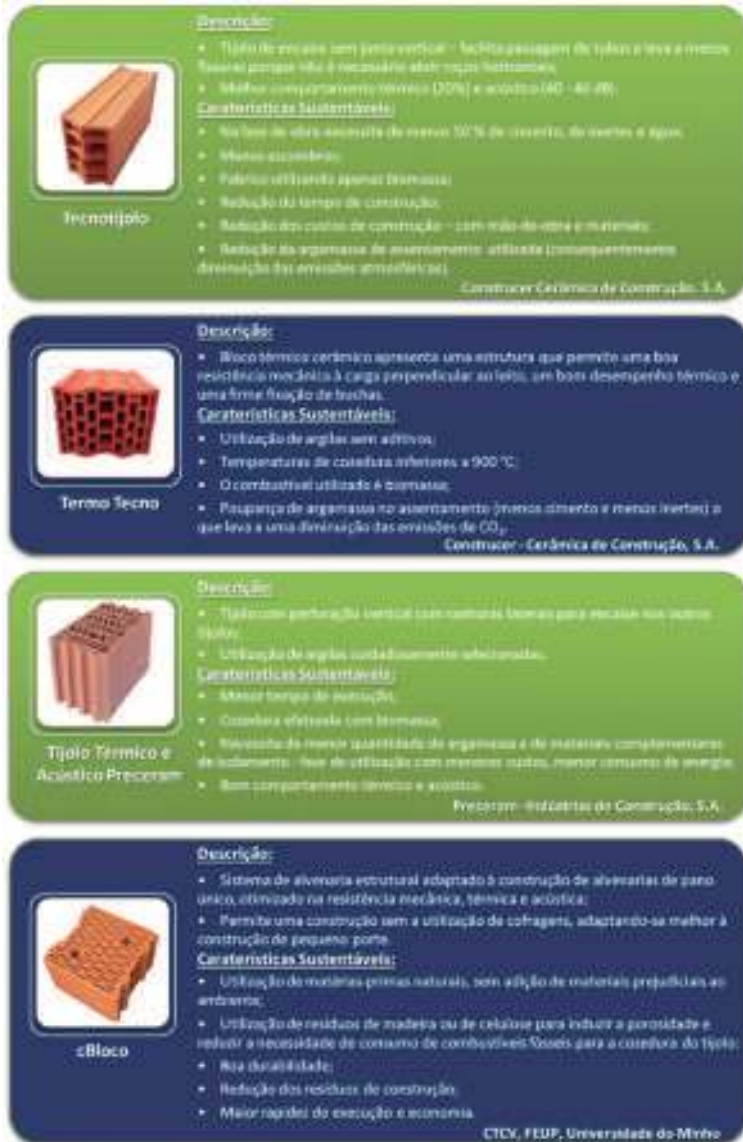 Descrição:
• Tijolo de encaixe sem junta vertical – facilita passagem de tubos e leva a menos
fissuras porque não é necessário abrir roços horizontais;
• Melhor comportamento térmico (20%) e acústico (40 - 46 dB).
Caraterísticas Sustentáveis:
• Na fase de obra necessita de menos 50 % de cimento, de inertes e água;
• Menos escombros;
• Fabrico utilizando apenas biomassa;
• Redução do tempo de construção;
• Redução dos custos de construção – com mão-de-obra e materiais;
• Redução da argamassa de assentamento utilizada (consequentemente
diminuição das emissões atmosféricas).
Tecnotijolo
Construcer Cerâmica de Construção, S.A.
Descrição:
• Bloco térmico cerâmico apresenta uma estrutura que permite uma boa
resistência mecânica à carga perpendicular ao leito, um bom desempenho térmico e
uma firme fixação de buchas.
Caraterísticas Sustentáveis:
• Utilização de argilas sem aditivos;
• Temperaturas de cozedura inferiores a 900 °C;
• O combustível utilizado é biomassa;
• Poupança de argamassa no assentamento (menos cimento e menos inertes) o
que leva a uma diminuição das emissões de CO₂.
Termo Tecno
Construcer - Cerâmica de Construção, S.A.
Descrição:
• Tijolo com perfuração vertical com ranhuras laterais para encaixe nos outros
tijolos;
• Utilização de argilas cuidadosamente selecionadas.
Caraterísticas Sustentáveis:
• Menor tempo de execução;
• Cozedura efetuada com biomassa;
• Necessita de menor quantidade de argamassa e de materiais complementares
de isolamento - fase de utilização com menores custos, menor consumo de energia;
• Bom comportamento térmico e acústico.
Tijolo Térmico e
Acústico Preceram
Preceram - Indústrias de Construção, S.A.
Descrição:
• Sistema de alvenaria estrutural adaptado à construção de alvenarias de pano
único, otimizado na resistência mecânica, térmica e acústica;
• Permite uma construção sem a utilização de cofragens, adaptando-se melhor à
construção de pequeno porte.
Caraterísticas Sustentáveis:
• Utilização de matérias-primas naturais, sem adição de materiais prejudiciais ao
ambiente;
• Utilização de resíduos de madeira ou de celulose para induzir a porosidade e
reduzir a necessidade de consumo de combustíveis fósseis para a cozedura do tijolo;
• Boa durabilidade;
• Redução dos resíduos de construção;
• Maior rapidez de execução e economia.
cBloco
CTCV, FEUP, Universidade do Minho